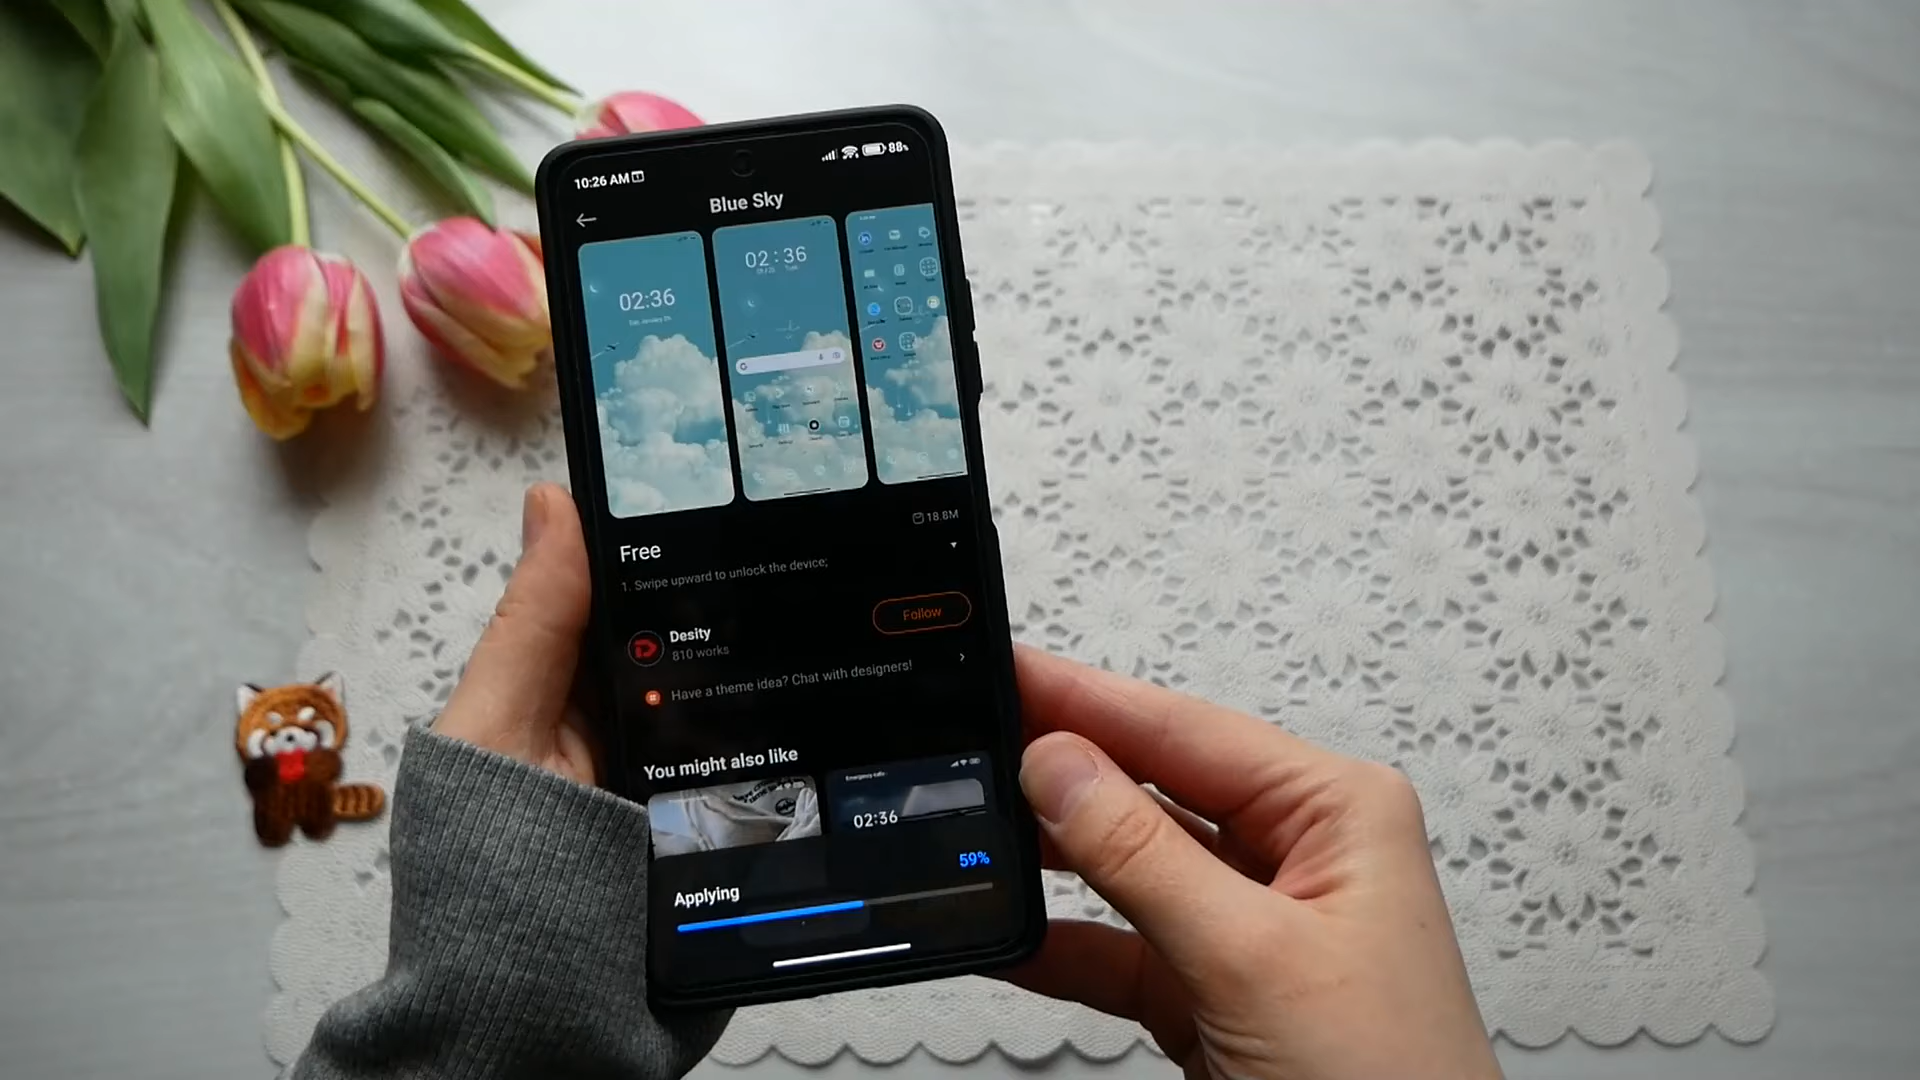 10:26 AM
88%
Blue Sky
02:36
02:36
18.8M
Free
1. Swipe upward to unlock the device;
Desity
810 works
Follow
Have a theme idea? Chat with designers!
You might also like
Emergency calls
02:36
59%
Applying